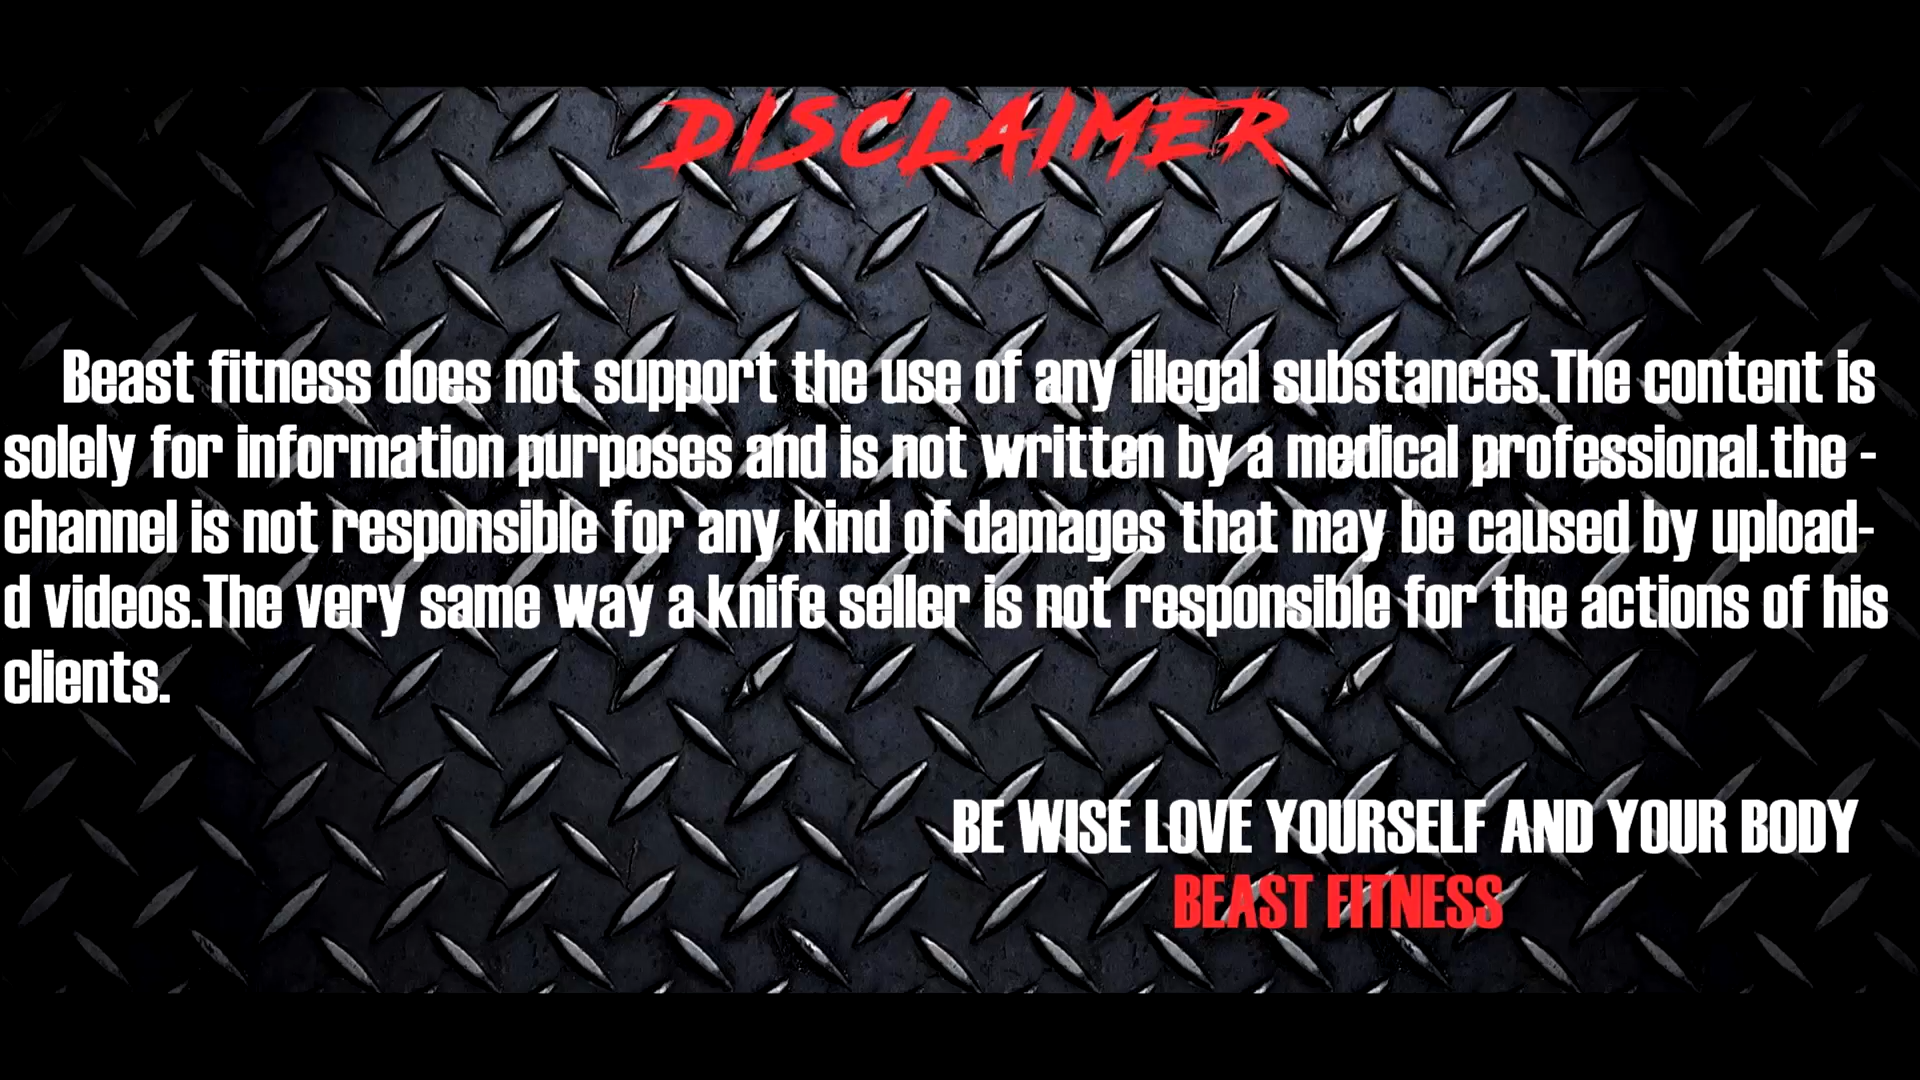 DISCLAIMER
Beast fitness does not support the use of any illegal substances.The content is
solely for information purposes and is not written by a medical professional.the -
channel is not responsible for any kind of damages that may be caused by upload-
d videos.The very same way a knife seller is not responsible for the actions of his
clients.
BE WISE LOVE YOURSELF AND YOUR BODY
BEAST FITNESS